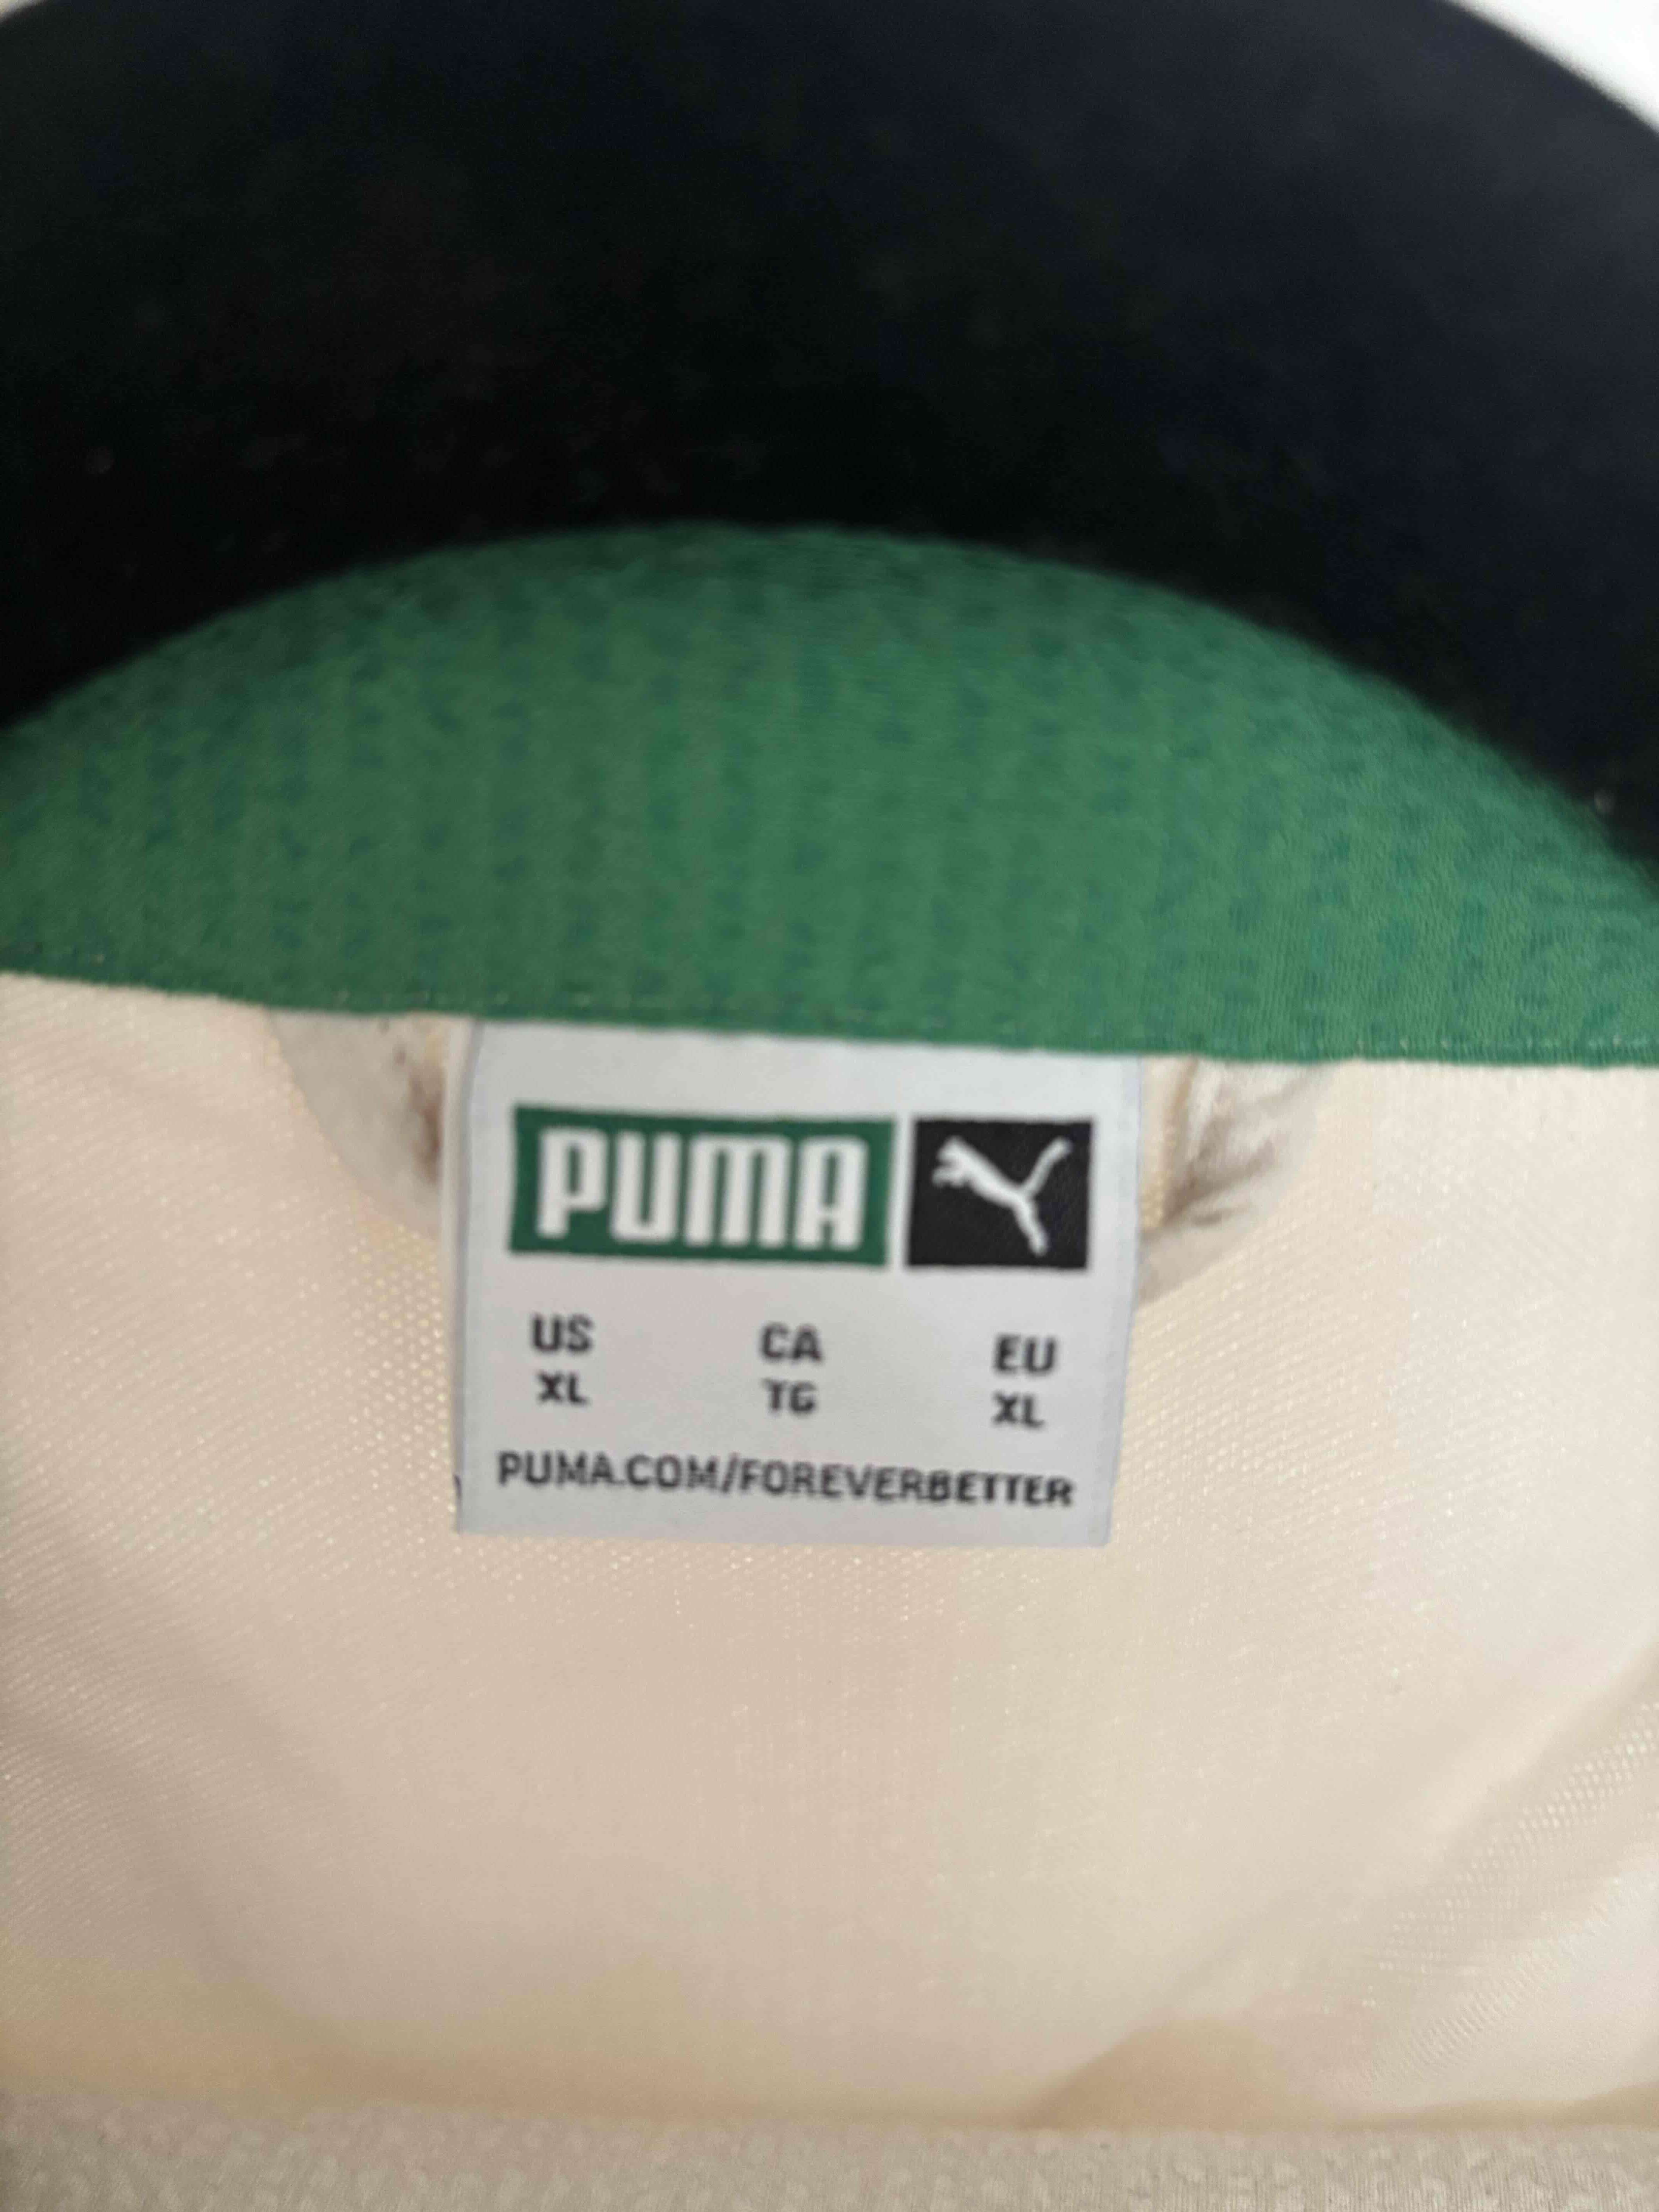 PUMA
US CA EU
XL TG XL
PUMA.COM/FOREVERBETTER